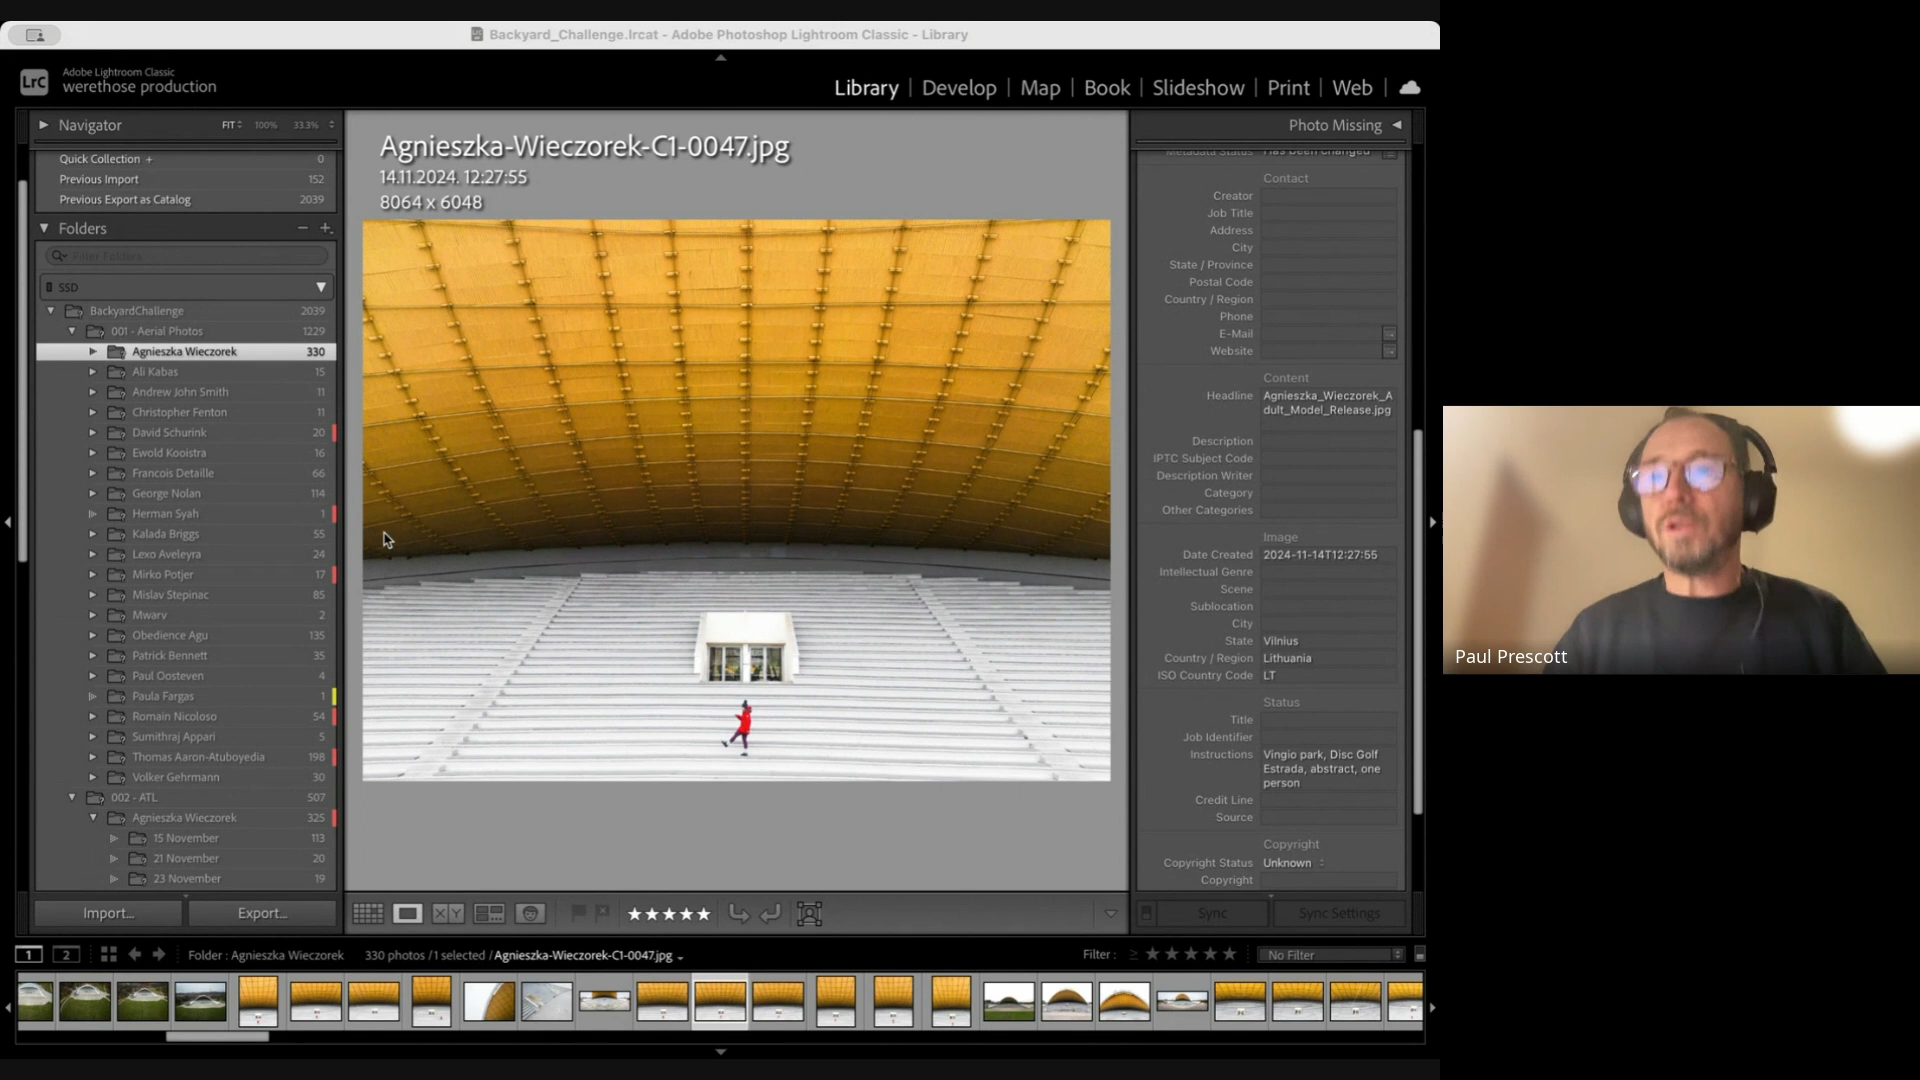 Backyard_Challenge.lrcat - Adobe Photoshop Lightroom Classic - Library
LrC
Adobe Lightroom Classic
werethose production
Library | Develop | Map | Book | Slideshow | Print | Web
Navigator FIT 100% 33.3%
Quick Collection + 0
Previous Import 152
Previous Export as Catalog 2039
Folders
Filter Folders
SSD
BackyardChallenge 2039
001 - Aerial Photos 1229
Agnieszka Wieczorek 330
Ali Kabas 15
Andrew John Smith 11
Christopher Fenton 11
David Schurink 20
Ewold Kooistra 16
Francois Detaille 66
George Nolan 114
Herman Syah 1
Kalada Briggs 55
Lexo Aveleyra 24
Mirko Potjer 17
Mislav Stepinac 85
Mwarv 2
Obedience Agu 135
Patrick Bennett 35
Paul Oosteven 4
Paula Fargas 1
Romain Nicoloso 54
Sumithraj Appari 5
Thomas Aaron-Atuboyedia 198
Volker Gehrmann 30
002 - ATL 507
Agnieszka Wieczorek 325
15 November 113
21 November 20
23 November 19
Import... Export...
Agnieszka-Wieczorek-C1-0047.jpg
14.11.2024. 12:27:55
8064 x 6048
Photo Missing
Metadata Status Has been changed
Contact
Creator
Job Title
Address
City
State / Province
Postal Code
Country / Region
Phone
E-Mail
Website
Content
Headline Agnieszka_Wieczorek_A
dult_Model_Release.jpg
Description
IPTC Subject Code
Description Writer
Category
Other Categories
Image
Date Created 2024-11-14T12:27:55
Intellectual Genre
Scene
Sublocation
City
State Vilnius
Country / Region Lithuania
ISO Country Code LT
Status
Title
Job Identifier
Instructions Vingio park, Disc Golf
Estrada, abstract, one
person
Credit Line
Source
Copyright
Copyright Status Unknown
Copyright
Sync Sync Settings
X Y
1 2 Folder : Agnieszka Wieczorek 330 photos / 1 selected / Agnieszka-Wieczorek-C1-0047.jpg Filter : No Filter
Paul Prescott